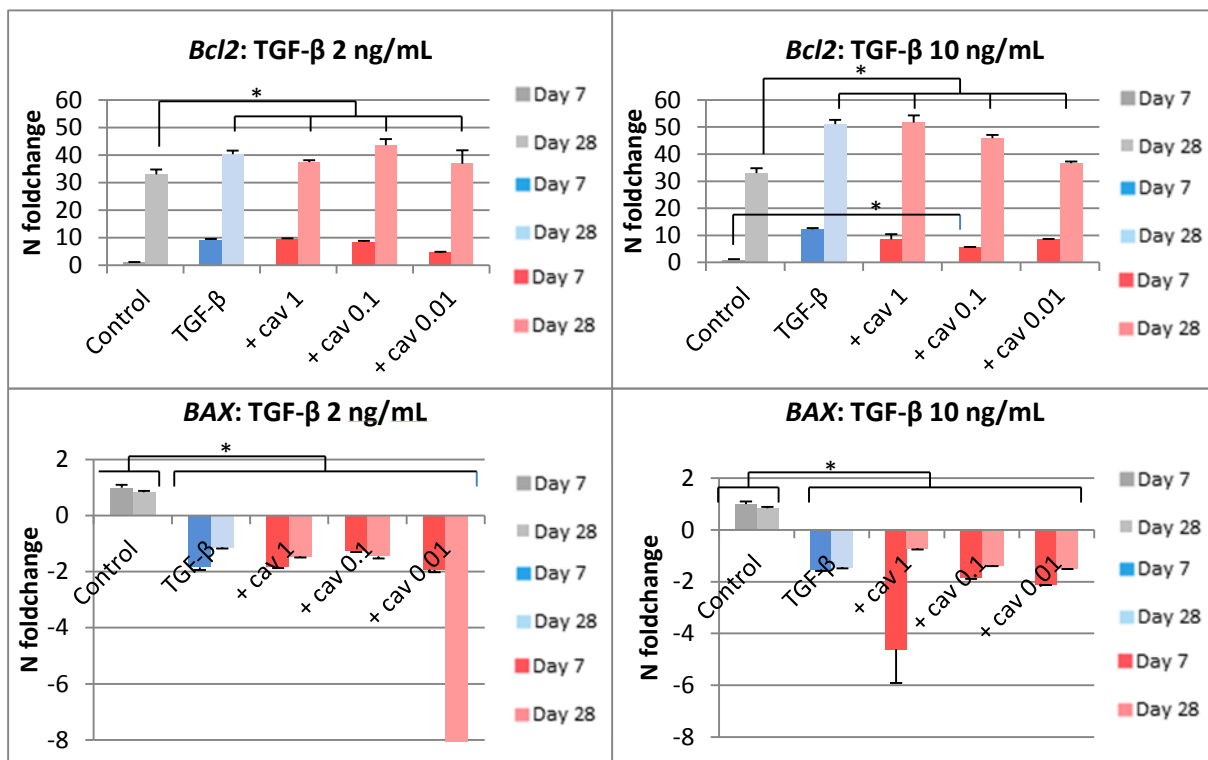 Bcl2: TGF-β 2 ng/mL
*
60
50
40
30
20
10
0
N foldchange
Control
TGF-β
+ cav 1
+ cav 0.1
+ cav 0.01
Day 7
Day 28
Day 7
Day 28
Day 7
Day 28
Bcl2: TGF-β 10 ng/mL
*
*
60
50
40
30
20
10
0
N foldchange
Control
TGF-β
+ cav 1
+ cav 0.1
+ cav 0.01
Day 7
Day 28
Day 7
Day 28
Day 7
Day 28
BAX: TGF-β 2 ng/mL
*
2
0
-2
-4
-6
-8
N foldchange
Control
TGF-β
+ cav 1
+ cav 0.1
+ cav 0.01
Day 7
Day 28
Day 7
Day 28
Day 7
Day 28
BAX: TGF-β 10 ng/mL
*
2
0
-2
-4
-6
-8
N foldchange
Control
TGF-β
+ cav 1
+ cav 0.1
+ cav 0.01
Day 7
Day 28
Day 7
Day 28
Day 7
Day 28